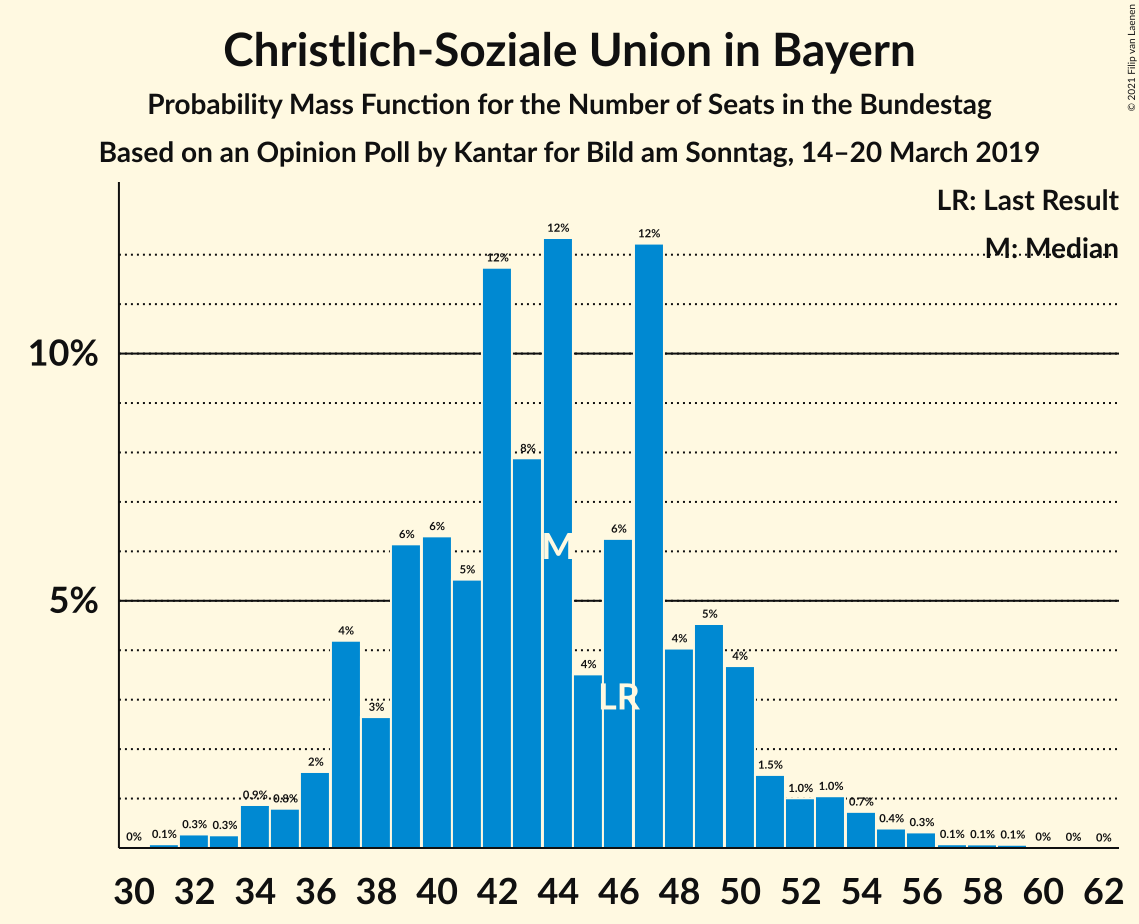 Christlich-Soziale Union in Bayern
Probability Mass Function for the Number of Seats in the Bundestag
Based on an Opinion Poll by Kantar for Bild am Sonntag, 14–20 March 2019
© 2021 Filip van Laenen
LR: Last Result
M: Median
10%
5%
0% 0.1% 0.3% 0.3% 0.9% 0.8% 2% 4% 3% 6% 6% 5% 12% 8% 12% 4% 6% 12% 4% 5% 4% 1.5% 1.0% 1.0% 0.7% 0.4% 0.3% 0.1% 0.1% 0.1% 0% 0% 0%
M
LR
30 32 34 36 38 40 42 44 46 48 50 52 54 56 58 60 62